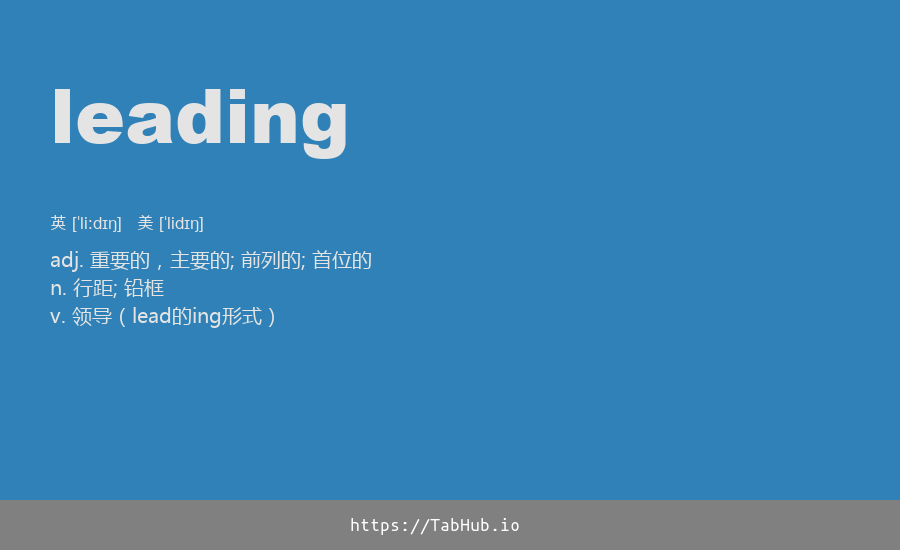 leading
英 [ˈliːdɪŋ]   美 [ˈlidɪŋ]
adj. 重要的，主要的; 前列的; 首位的
n. 行距; 铅框
v. 领导（lead的ing形式）
https://TabHub.io